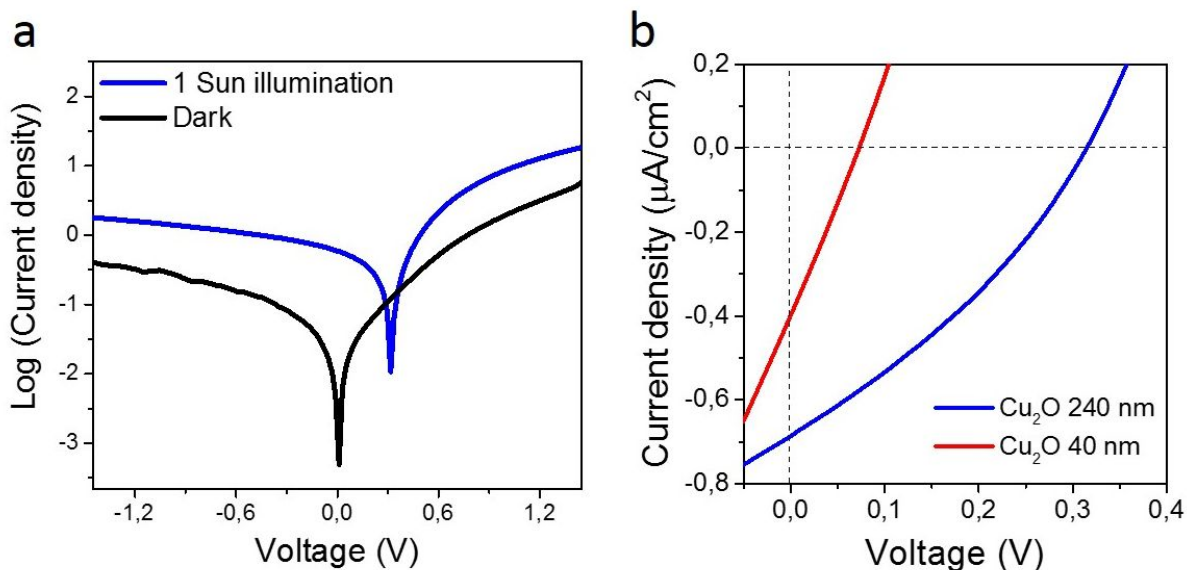 a
1 Sun illumination
Dark
Log (Current density)
2
1
0
-1
-2
-3
-1,2 -0,6 0,0 0,6 1,2
Voltage (V)
b
Current density (μA/cm²)
0,2
0,0
-0,2
-0,4
-0,6
-0,8
Cu₂O 240 nm
Cu₂O 40 nm
0,0 0,1 0,2 0,3 0,4
Voltage (V)